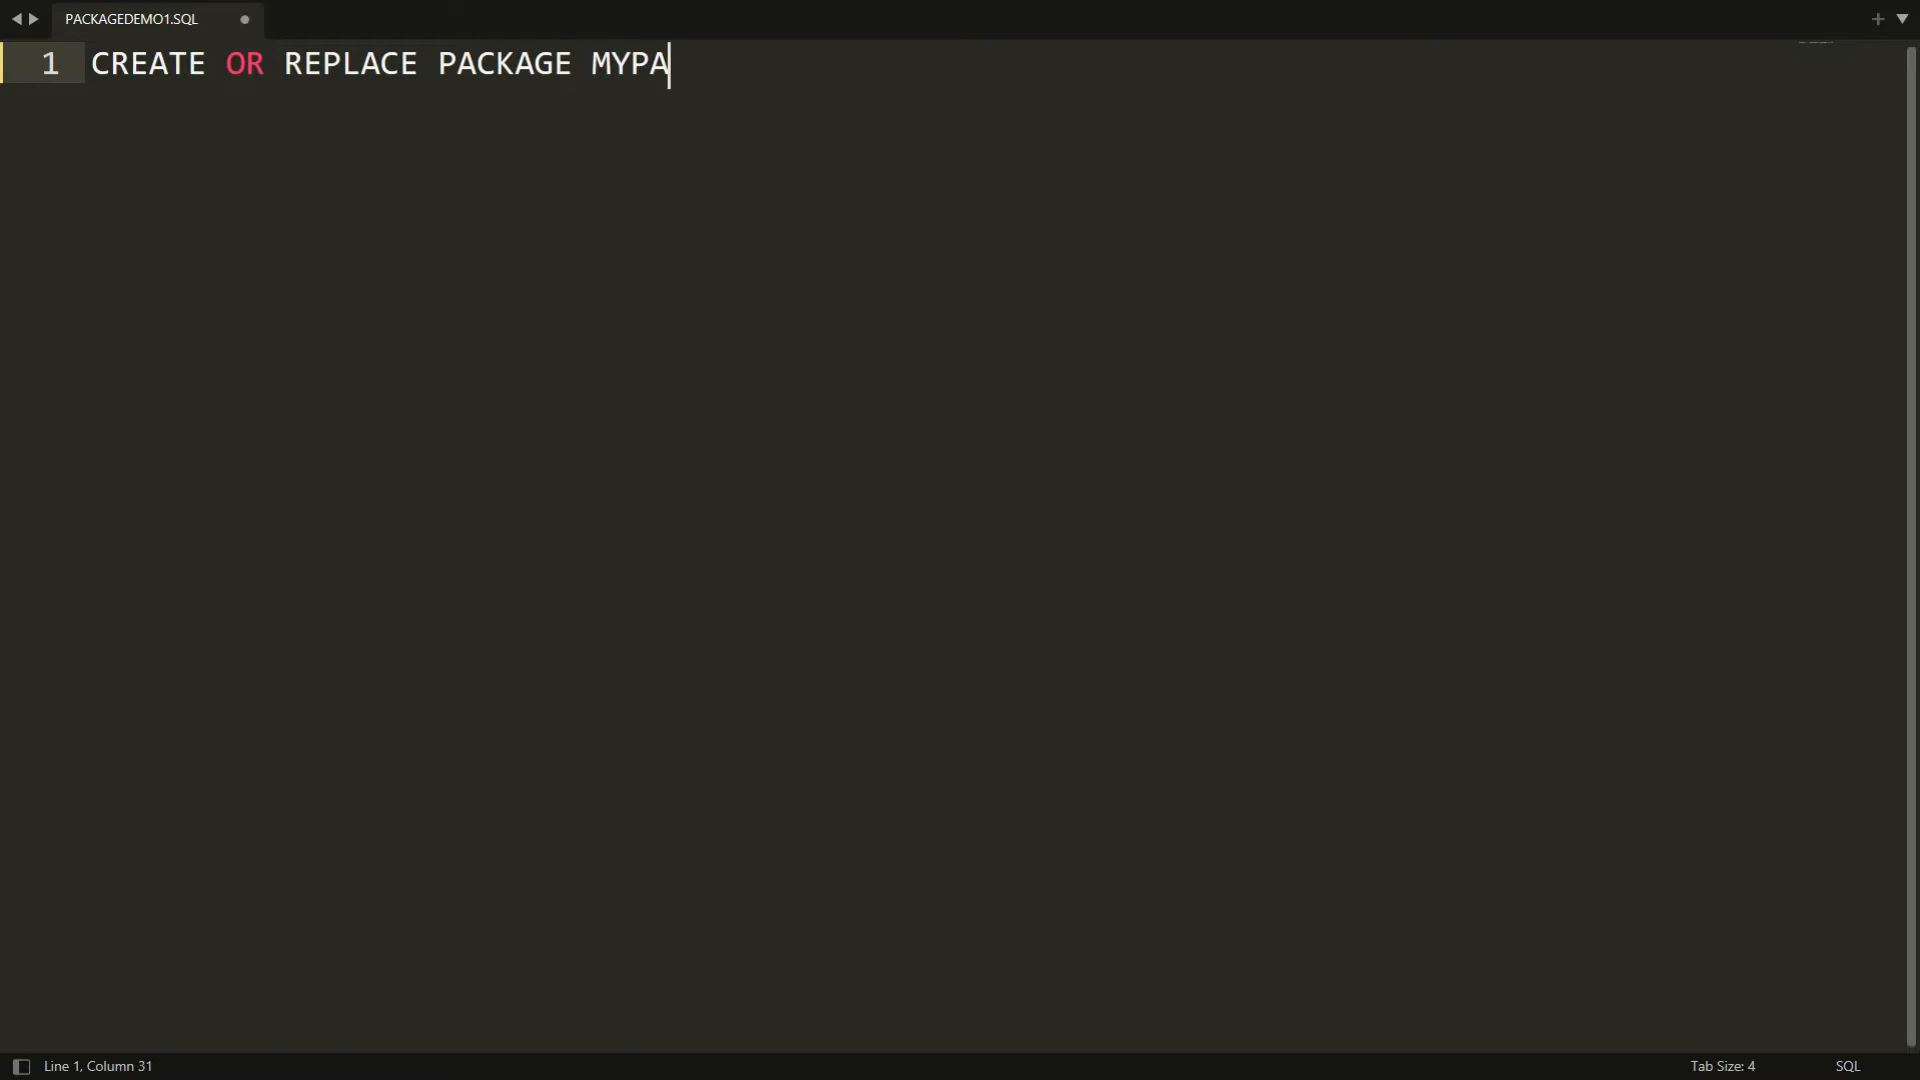 PACKAGEDEMO1.SQL
1 CREATE OR REPLACE PACKAGE MYPA
Line 1, Column 31
Tab Size: 4
SQL